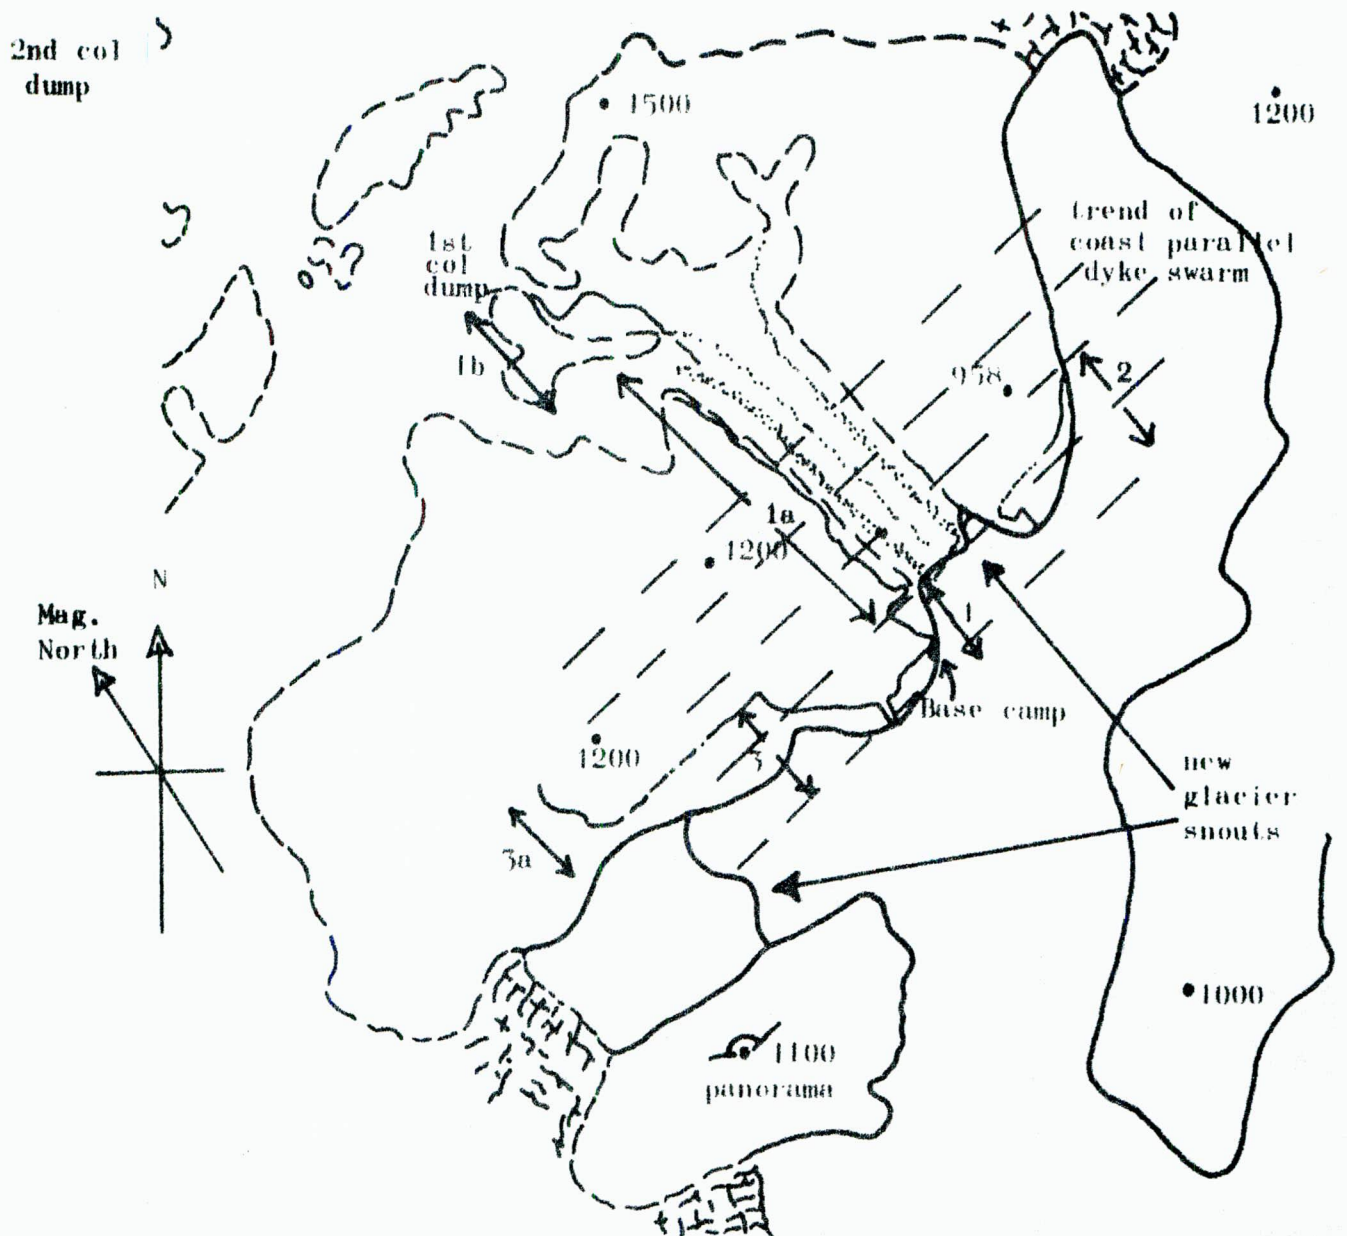 2nd col
dump
1500
1200
trend of
coast parallel
dyke swarm
1st
col
dump
1b
958
2
1a
1200
N
Mag.
North
1
Base camp
1200
3
new
glacier
snouts
3a
1000
1100
panorama